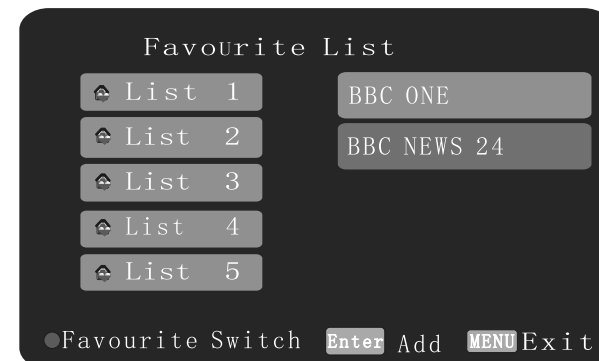 Favourite List
List 1
List 2
List 3
List 4
List 5
BBC ONE
BBC NEWS 24
Favourite Switch Enter Add MENU Exit